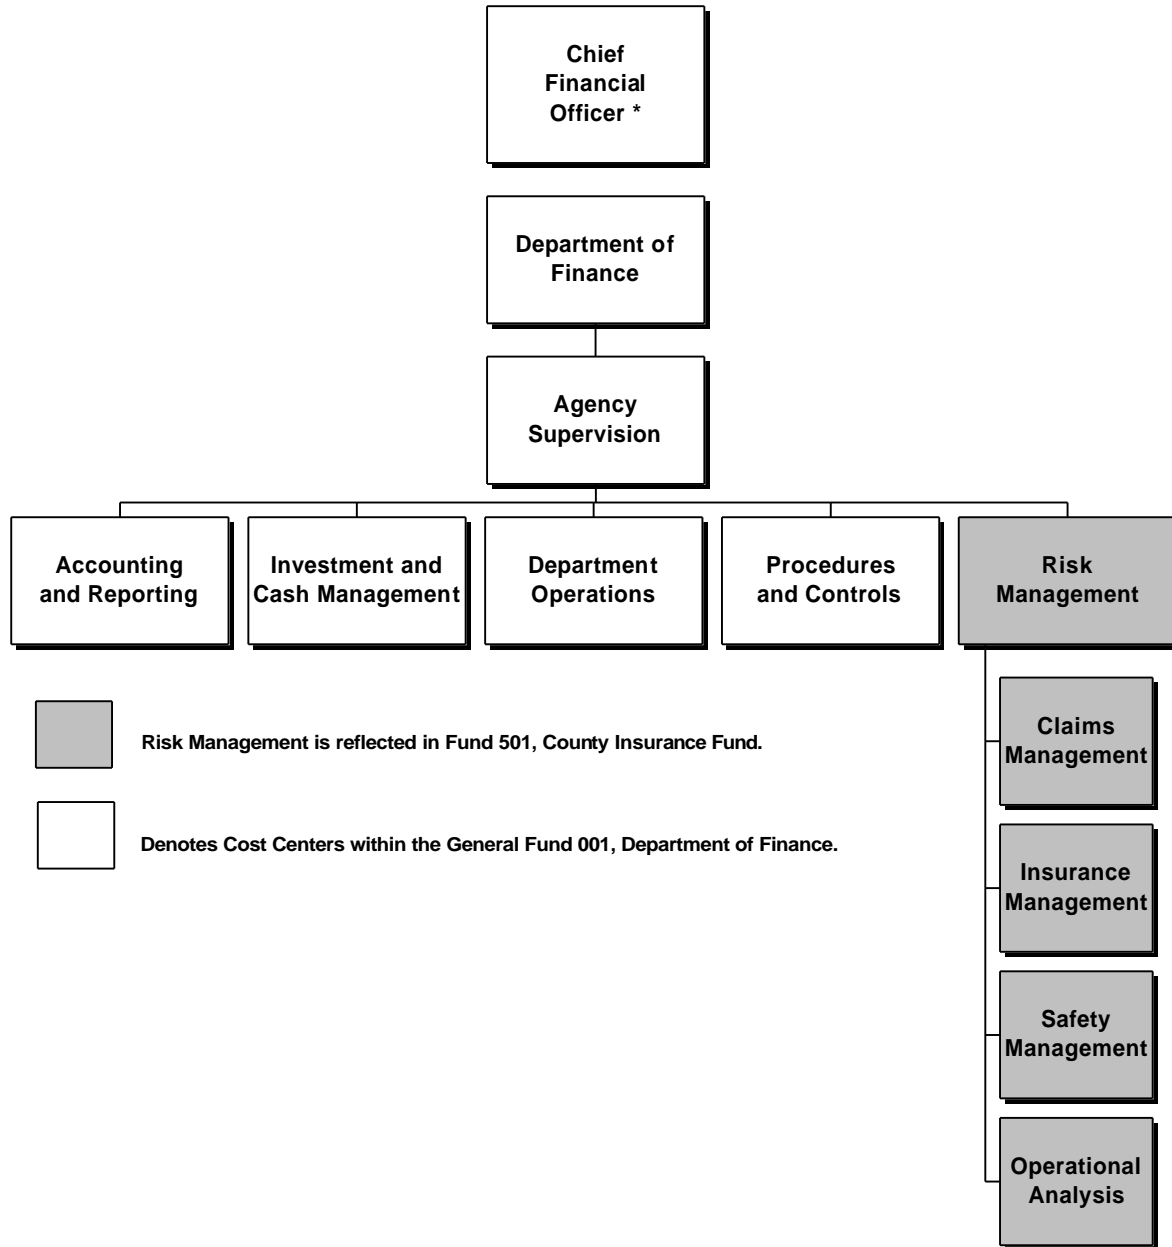 Chief
Financial
Officer *
Department of
Finance
Agency
Supervision
Accounting
and Reporting
Investment and
Cash Management
Department
Operations
Procedures
and Controls
Risk
Management
Claims
Management
Risk Management is reflected in Fund 501, County Insurance Fund.
Denotes Cost Centers within the General Fund 001, Department of Finance.
Insurance
Management
Safety
Management
Operational
Analysis